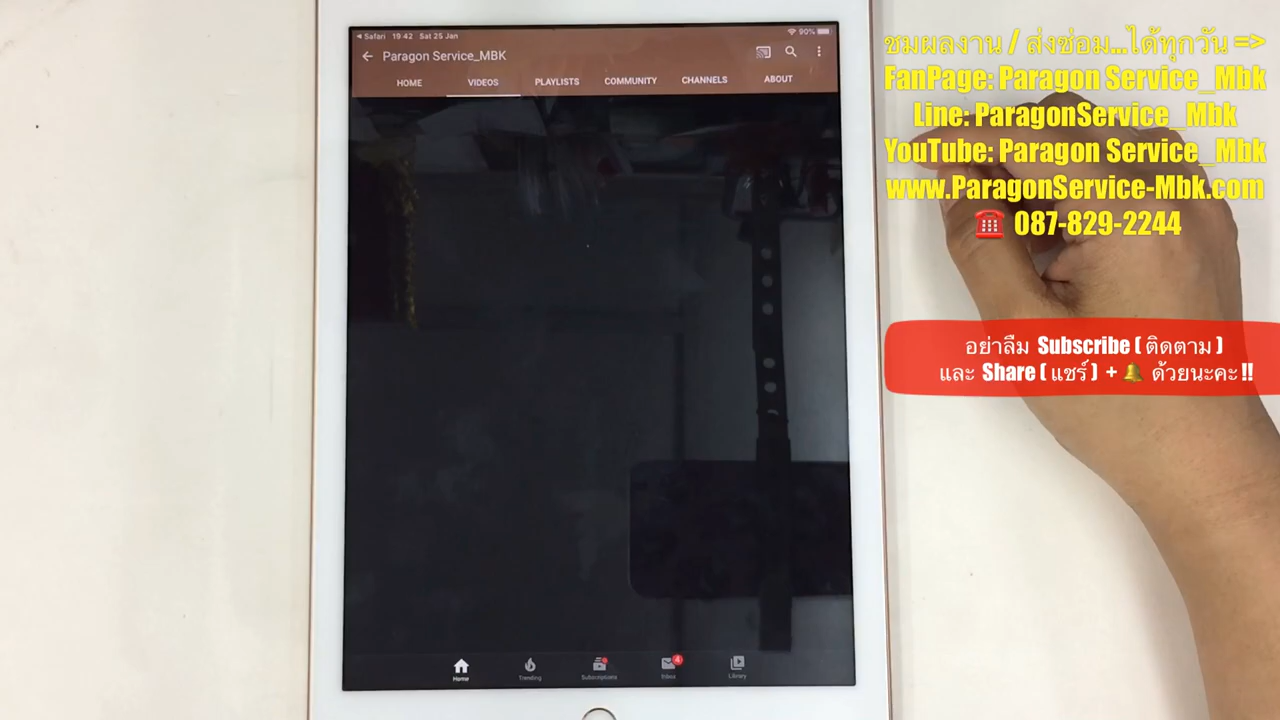 Safari 19 42 Sat 25 Jan 90%
Paragon Service_MBK
HOME VIDEOS PLAYLISTS COMMUNITY CHANNELS ABOUT
Home Trending Subscriptions 4 Inbox Library
ชมผลงาน / ส่งซ่อม...ได้ทุกวัน =>
FanPage: Paragon Service_Mbk
Line: ParagonService_Mbk
YouTube: Paragon Service_Mbk
www.ParagonService-Mbk.com
087-829-2244
อย่าลืม Subscribe ( ติดตาม )
และ Share ( แชร์ ) + ด้วยนะคะ !!